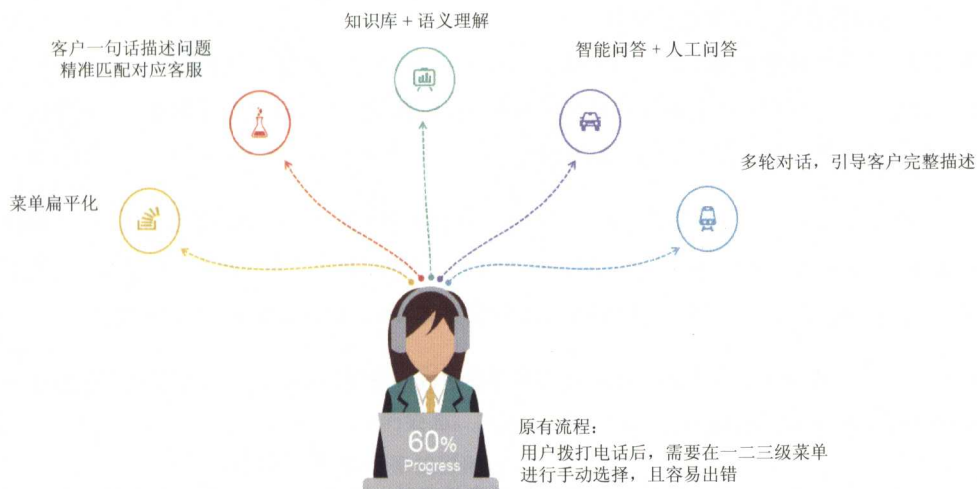 知识库 + 语义理解
客户一句话描述问题
精准匹配对应客服
智能问答 + 人工问答
多轮对话，引导客户完整描述
菜单扁平化
原有流程：
用户拨打电话后，需要在一二三级菜单
进行手动选择，且容易出错
60%
Progress